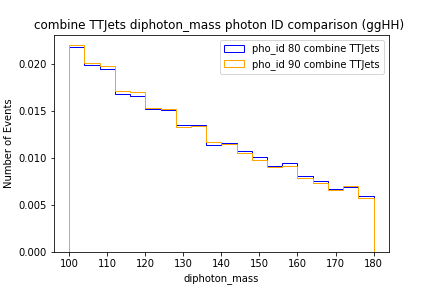 combine TTJets diphoton_mass photon ID comparison (ggHH)
pho_id 80 combine TTJets
pho_id 90 combine TTJets
Number of Events
0.020
0.015
0.010
0.005
0.000
100 110 120 130 140 150 160 170 180
diphoton_mass